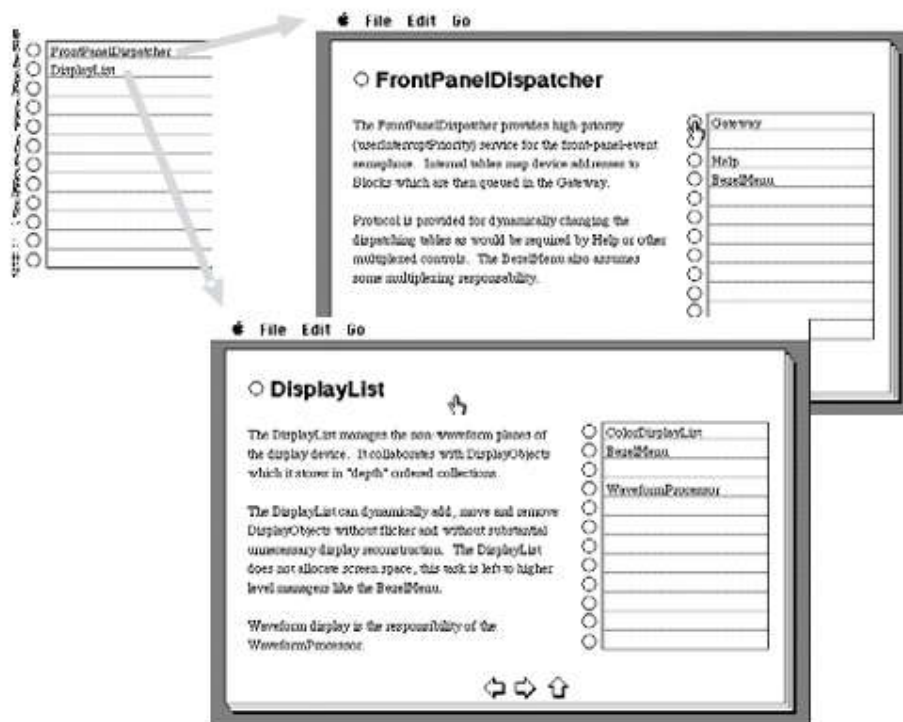 FrontPanelDispatcher
DisplayList
File Edit Go
FrontPanelDispatcher
The FrontPanelDispatcher provides high-priority
(userInterruptPriority) service for the front-panel-event
semaphore. Internal tables map device addresses to
Blocks which are then queued in the Gateway.
Protocol is provided for dynamically changing the
dispatching tables as would be required by Help or other
multiplexed controls. The BezelMenu also assumes
some multiplexing responsibility.
Gateway
Help
BezelMenu
File Edit Go
DisplayList
The DisplayList manages the non-waveform planes of
the display device. It collaborates with DisplayObjects
which it stores in "depth" ordered collections.
The DisplayList can dynamically add, move and remove
DisplayObjects without flicker and without substantial
unnecessary display reconstruction. The DisplayList
does not allocate screen space, this task is left to higher
level managers like the BezelMenu.
Waveform display is the responsibility of the
WaveformProcessor.
ColorDisplayList
BezelMenu
WaveformProcessor